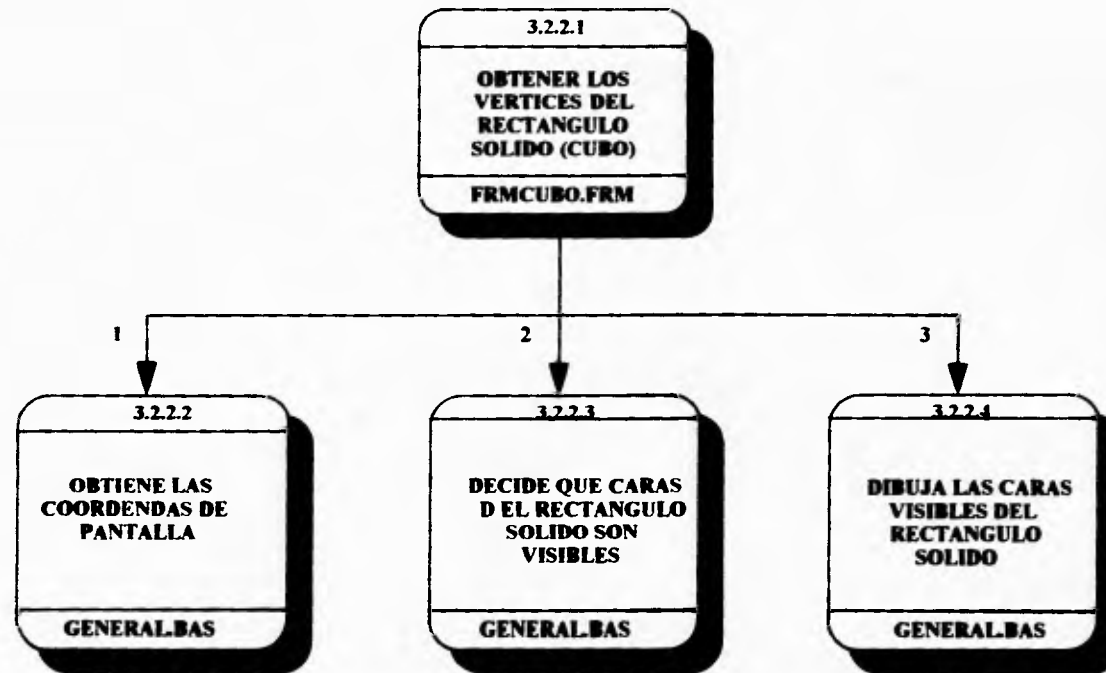 3.2.2.1
OBTENER LOS
VERTICES DEL
RECTANGULO
SOLIDO (CUBO)
FRMCUBO.FRM
1
2
3
3.2.2.2
OBTIENE LAS
COORDENDAS DE
PANTALLA
GENERAL.BAS
3.2.2.3
DECIDE QUE CARAS
D EL RECTANGULO
SOLIDO SON
VISIBLES
GENERAL.BAS
3.2.2.4
DIBUJA LAS CARAS
VISIBLES DEL
RECTANGULO
SOLIDO
GENERAL.BAS